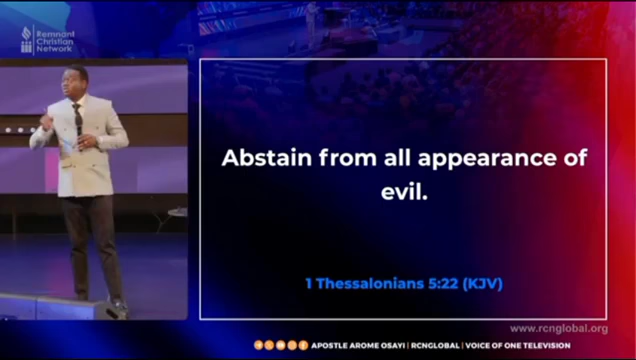 Remnant
Christian
Network
Abstain from all appearance of
evil.
1 Thessalonians 5:22 (KJV)
www.rcnglobal.org
APOSTLE AROME OSAYI | RCNGLOBAL | VOICE OF ONE TELEVISION